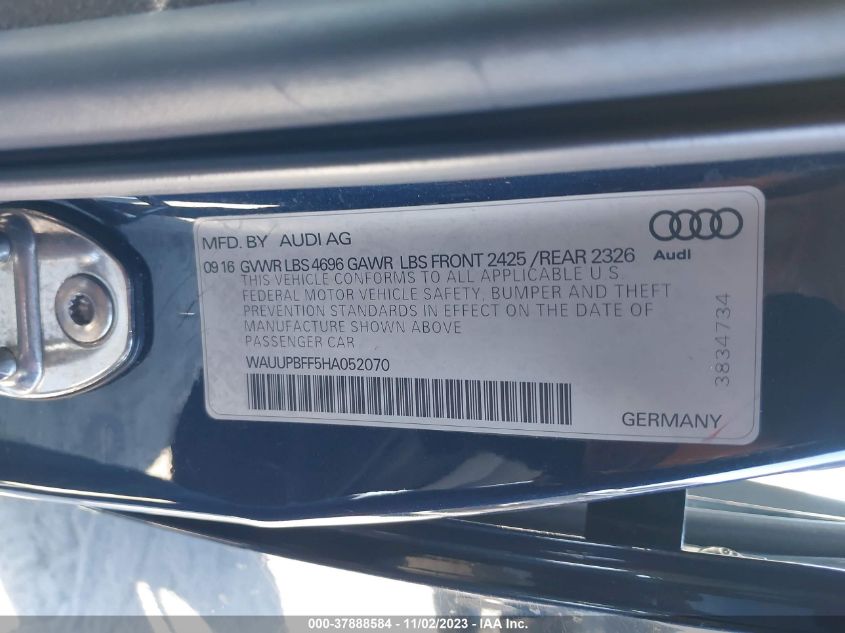 MFD. BY AUDI AG
Audi
09 16 GVWR LBS 4696 GAWR LBS FRONT 2425 / REAR 2326
THIS VEHICLE CONFORMS TO ALL APPLICABLE U S.
FEDERAL MOTOR VEHICLE SAFETY, BUMPER AND THEFT
PREVENTION STANDARDS IN EFFECT ON THE DATE OF
MANUFACTURE SHOWN ABOVE
PASSENGER CAR
WAUUPBFF5HA052070
3834734
GERMANY
000-37888584 - 11/02/2023 - © IAA, Inc.